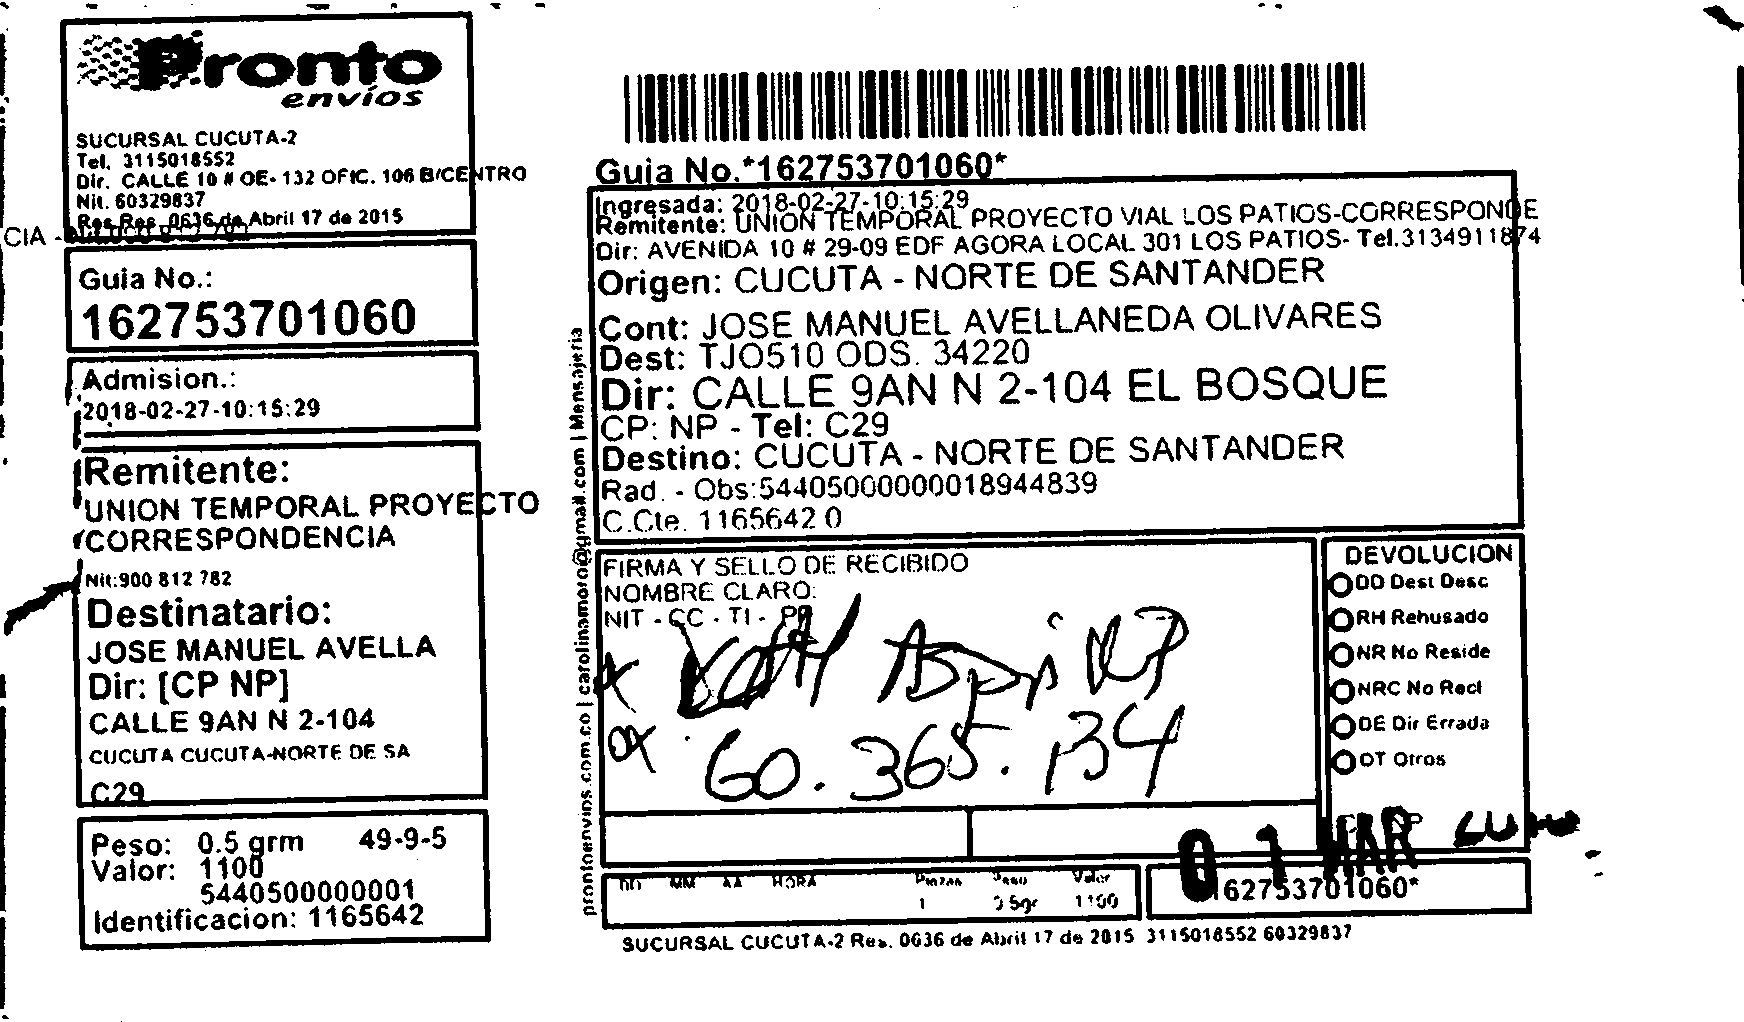 Pronto
envíos
SUCURSAL CUCUTA-2
Tel. 3115018552
Dir. CALLE 10 # OE- 132 OFIC. 106 B/CENTRO
Nit. 60329837
Res.Res. 0636 de Abril 17 de 2015
CIA -
Guia No.:
162753701060
Admision.:
2018-02-27-10:15:29
Remitente:
UNION TEMPORAL PROYECTO
CORRESPONDENCIA
Nit:900 812 782
Destinatario:
JOSE MANUEL AVELLA
Dir: [CP NP]
CALLE 9AN N 2-104
CUCUTA CUCUTA-NORTE DE SA
C29
Peso: 0.5 grm 49-9-5
Valor: 1100
5440500000001
Identificacion: 1165642
prontoenvios.com.co | carolinamoro@gmail.com | Mensajeria
Guia No.*162753701060*
Ingresada: 2018-02-27-10:15:29
Remitente: UNION TEMPORAL PROYECTO VIAL LOS PATIOS-CORRESPONDE
Dir: AVENIDA 10 # 29-09 EDF AGORA LOCAL 301 LOS PATIOS- Tel.3134911874
Origen: CUCUTA - NORTE DE SANTANDER
Cont: JOSE MANUEL AVELLANEDA OLIVARES
Dest: TJO510 ODS. 34220
Dir: CALLE 9AN N 2-104 EL BOSQUE
CP: NP - Tel: C29
Destino: CUCUTA - NORTE DE SANTANDER
Rad. - Obs:544050000000018944839
C.Cte. 1165642 0
FIRMA Y SELLO DE RECIBIDO
NOMBRE CLARO:
NIT - CC - TI - PP
60.365.134
DEVOLUCION
DD Dest Desc
RH Rehusado
NR No Reside
NRC No Recl
DE Dir Errada
OT Otros
01 MAR
DD MM AA HORA Piezas Peso Valor
1 0.5gr 1100
162753701060*
SUCURSAL CUCUTA-2 Res. 0636 de Abril 17 de 2015 3115018552 60329837